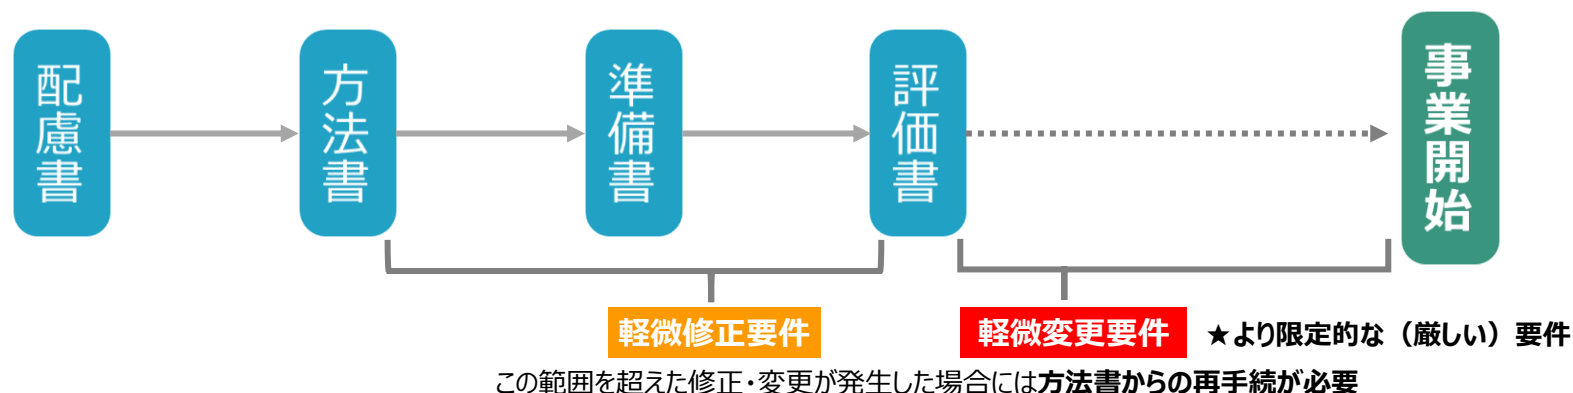 配慮書
方法書
準備書
評価書
事業開始
軽微修正要件
軽微変更要件
★より限定的な（厳しい）要件
この範囲を超えた修正・変更が発生した場合には方法書からの再手続が必要